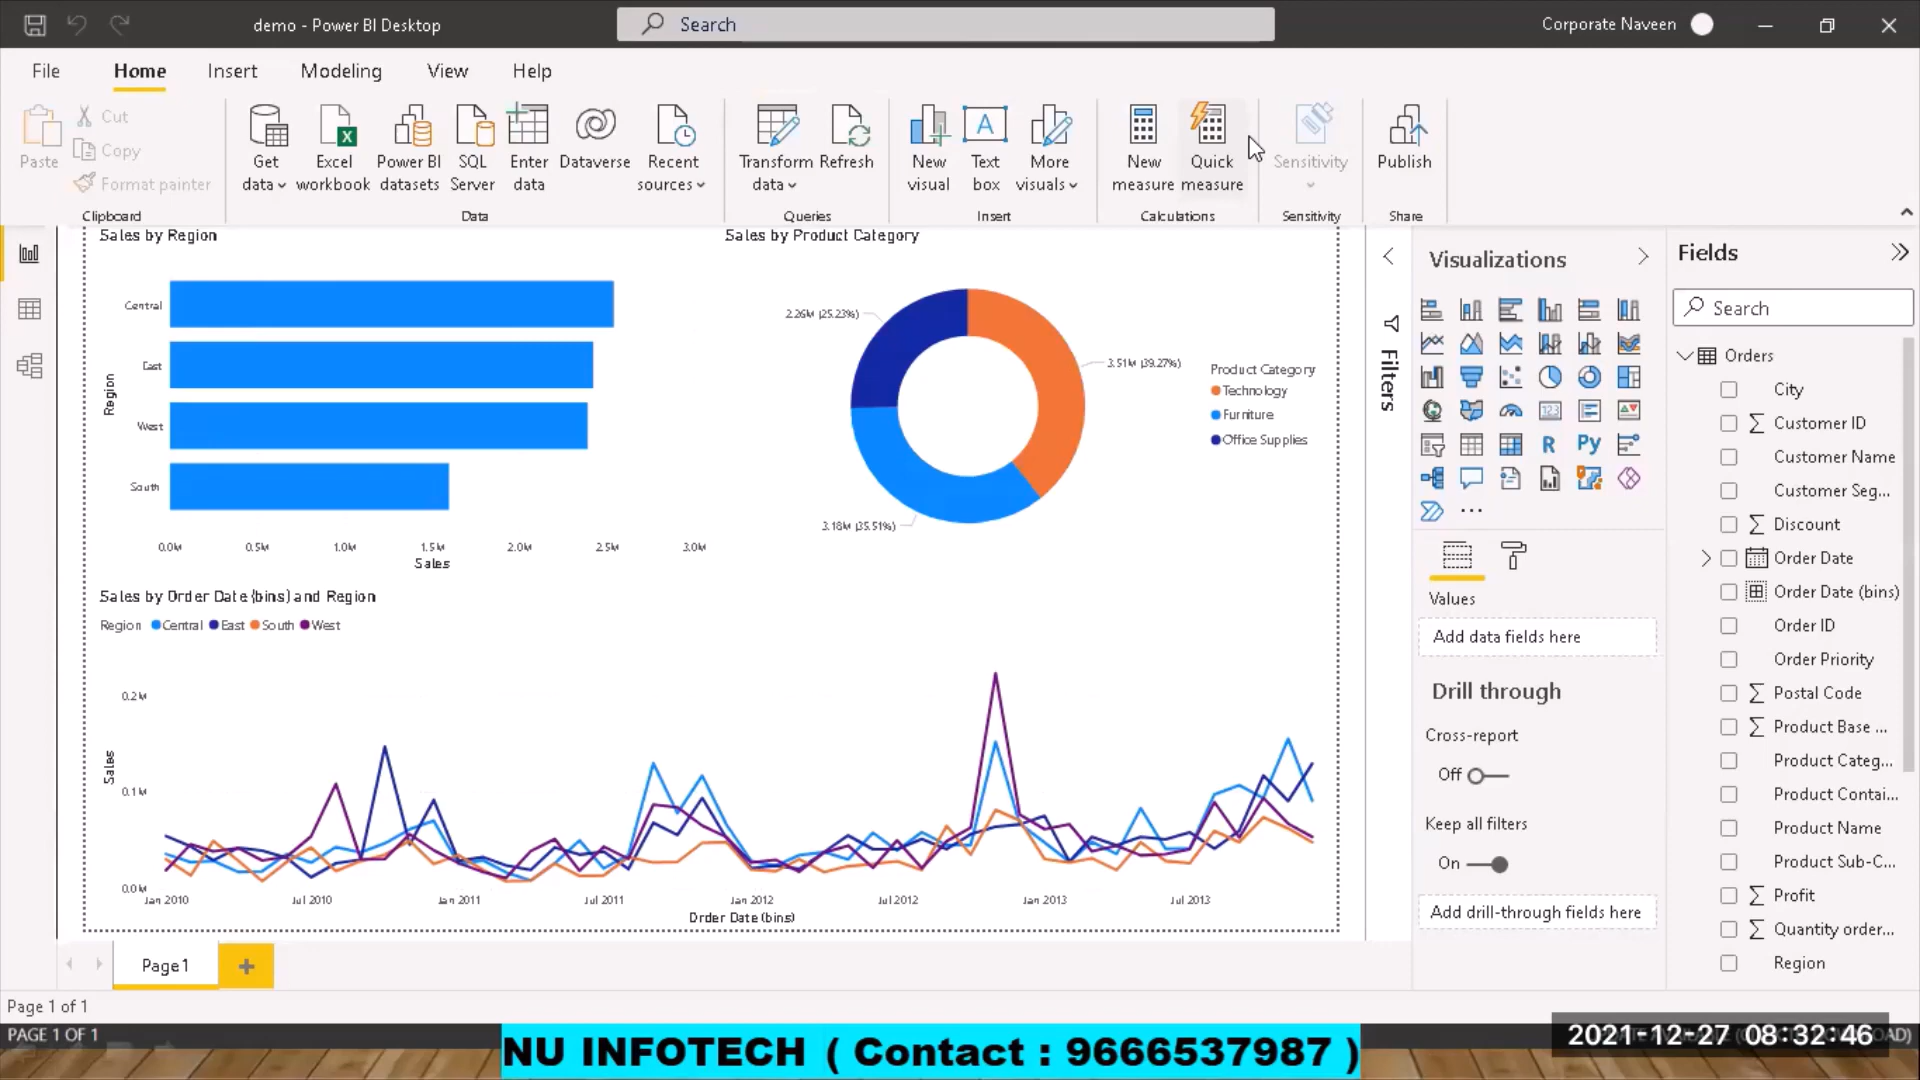 demo - Power BI Desktop
Search
Corporate Naveen
File
Home
Insert
Modeling
View
Help
Paste
Cut
Copy
Format painter
Clipboard
Get data
Excel workbook
Power BI datasets
SQL Server
Enter data
Dataverse
Recent sources
Data
Transform data
Refresh
Queries
New visual
Text box
More visuals
Insert
New measure
Quick measure
Calculations
Sensitivity
Sensitivity
Publish
Share
Sales by Region
Region
Central
East
West
South
0.0M 0.5M 1.0M 1.5M 2.0M 2.5M 3.0M
Sales
Sales by Product Category
2.26M (25.23%)
3.51M (39.27%)
3.18M (35.51%)
Product Category
Technology
Furniture
Office Supplies
Sales by Order Date (bins) and Region
Region Central East South West
Sales
0.2M
0.1M
0.0M
Jan 2010 Jul 2010 Jan 2011 Jul 2011 Jan 2012 Jul 2012 Jan 2013 Jul 2013
Order Date (bins)
Filters
Visualizations
123
R
Py
Values
Add data fields here
Drill through
Cross-report
Off
Keep all filters
On
Add drill-through fields here
Fields
Search
Orders
City
Customer ID
Customer Name
Customer Seg...
Discount
Order Date
Order Date (bins)
Order ID
Order Priority
Postal Code
Product Base ...
Product Categ...
Product Contai...
Product Name
Product Sub-C...
Profit
Quantity order...
Region
Page 1
Page 1 of 1
PAGE 1 OF 1
NU INFOTECH ( Contact : 9666537987 )
2021-12-27 08:32:46